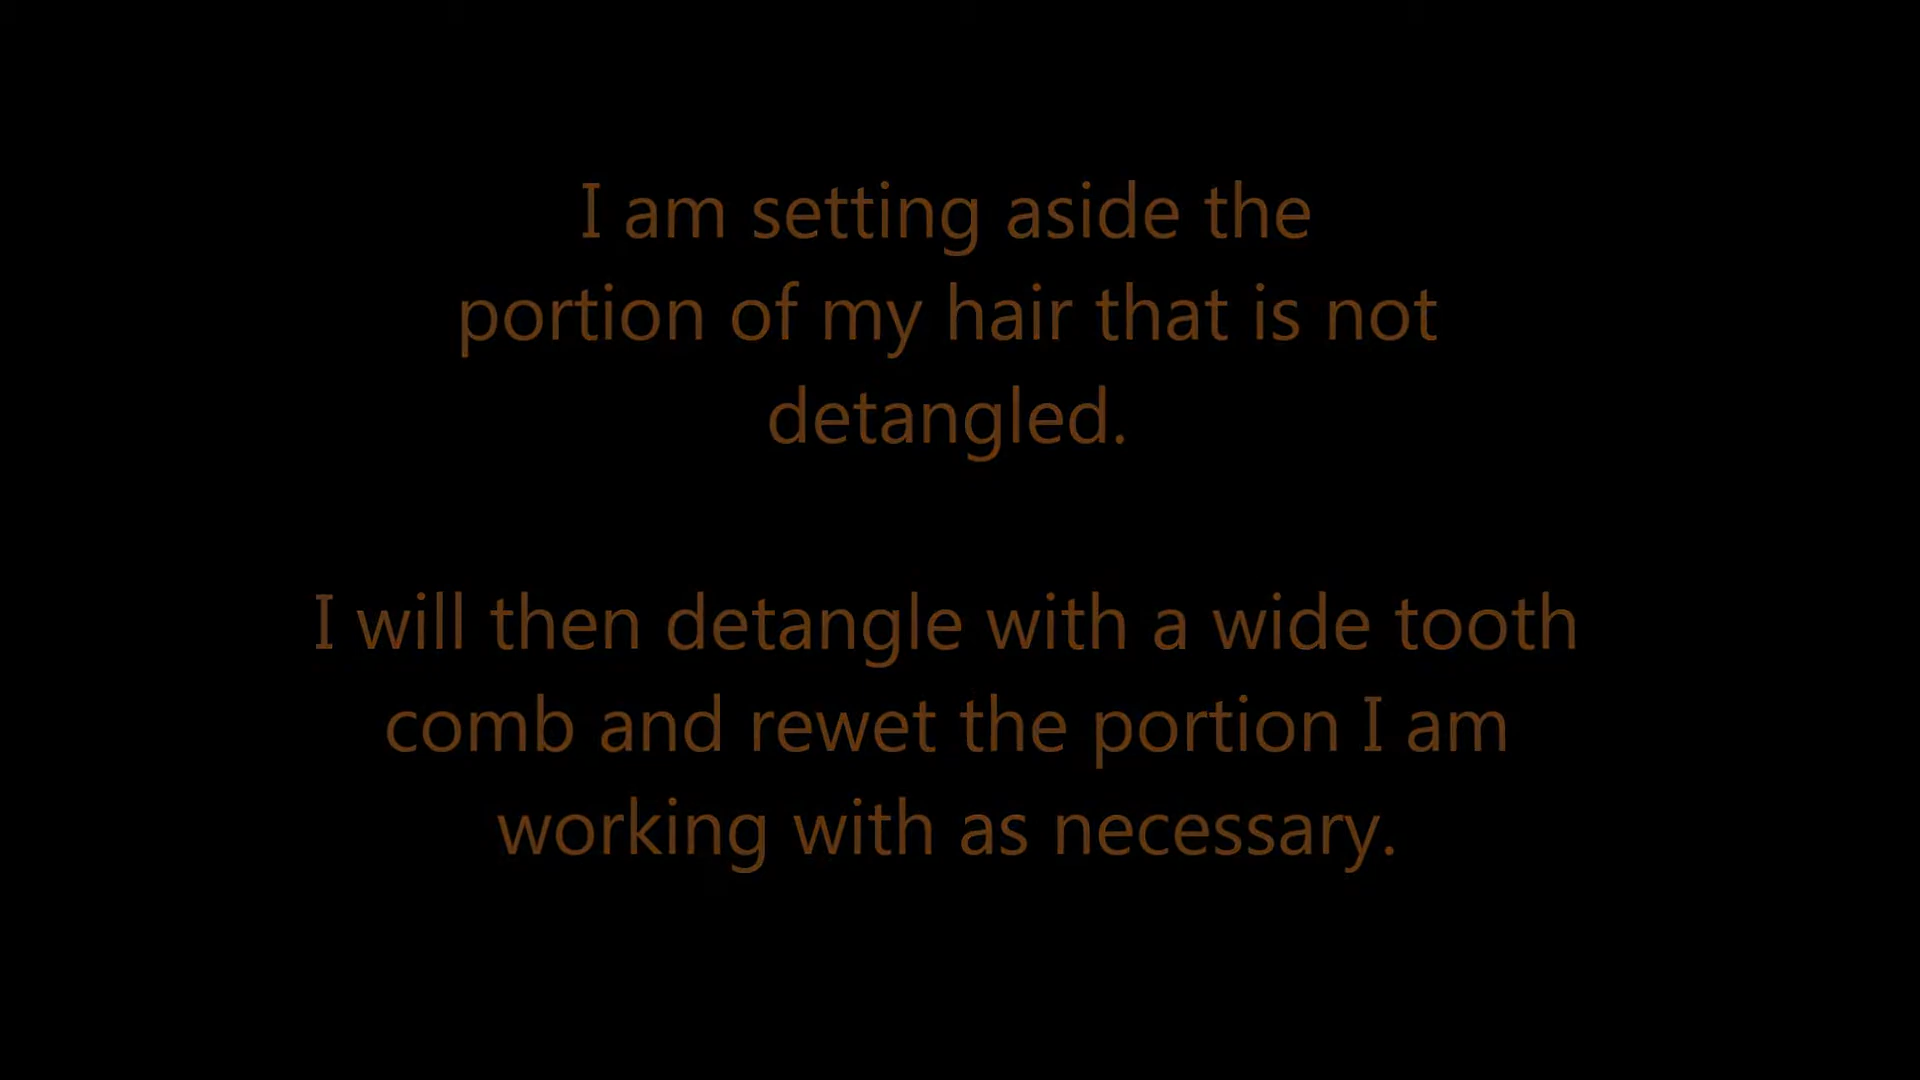 I am setting aside the
portion of my hair that is not
detangled.
I will then detangle with a wide tooth
comb and rewet the portion I am
working with as necessary.